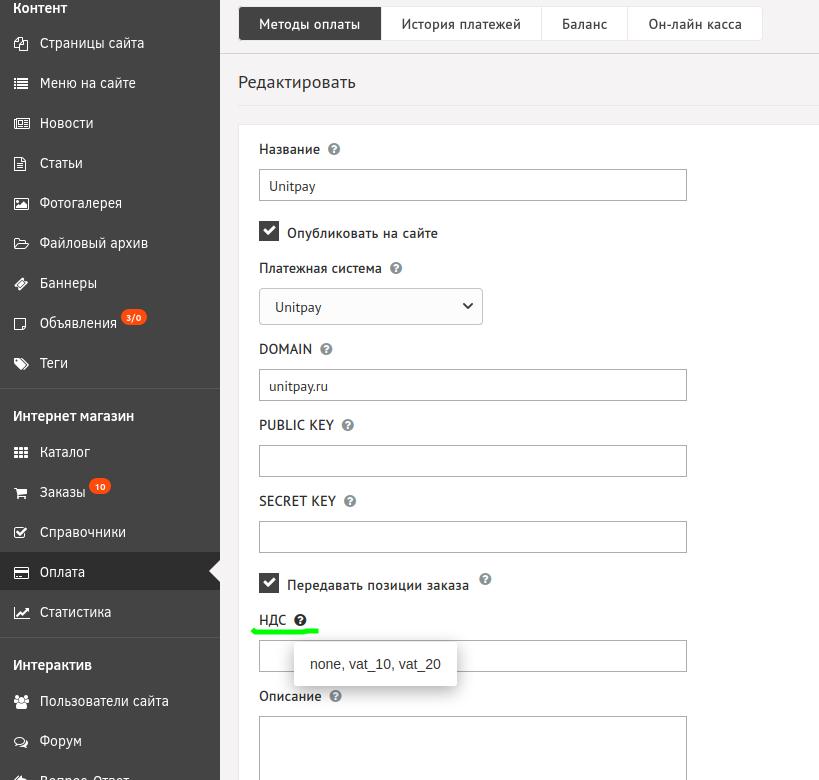 Контент
Страницы сайта
Меню на сайте
Новости
Статьи
Фотогалерея
Файловый архив
Баннеры
Объявления 3/0
Теги
Интернет магазин
Каталог
Заказы 10
Справочники
Оплата
Статистика
Интерактив
Пользователи сайта
Форум
Вопрос-Ответ
Методы оплаты История платежей Баланс Он-лайн касса
Редактировать
Название ?
Unitpay
Опубликовать на сайте
Платежная система ?
Unitpay
DOMAIN ?
unitpay.ru
PUBLIC KEY ?
SECRET KEY ?
Передавать позиции заказа ?
НДС ?
none, vat_10, vat_20
Описание ?